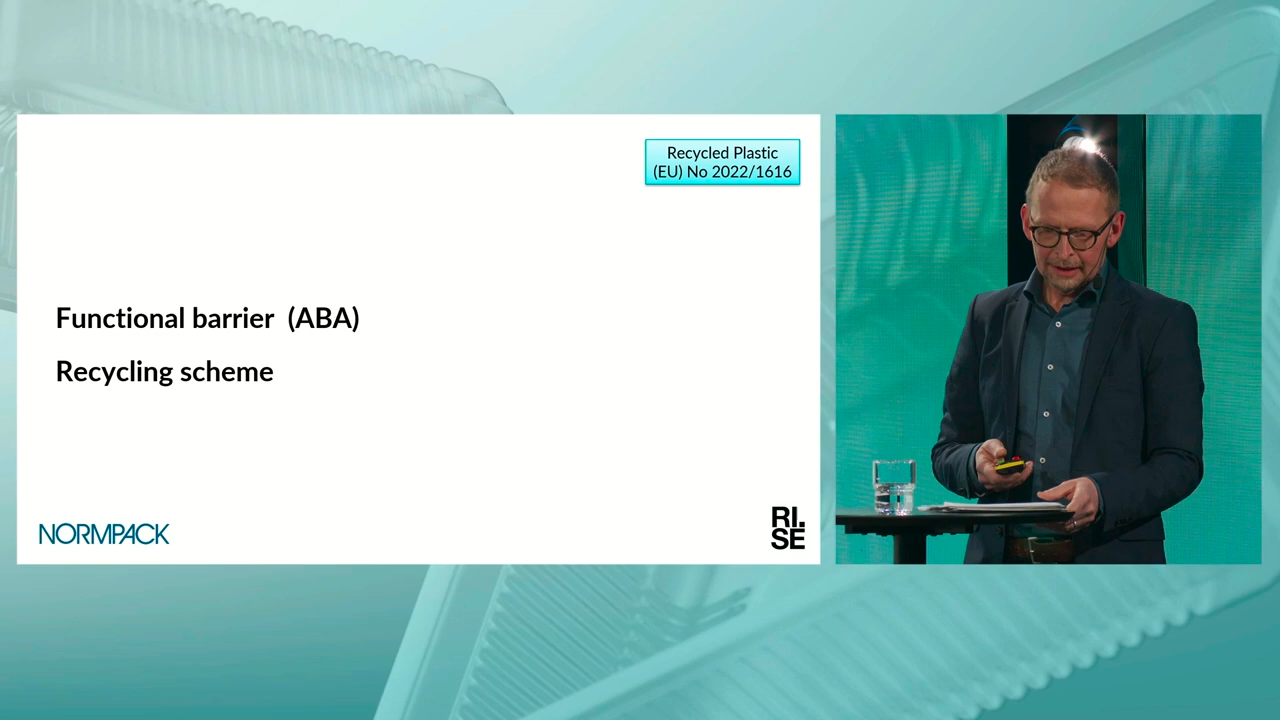 Recycled Plastic
(EU) No 2022/1616
Functional barrier (ABA)
Recycling scheme
NORMPACK
RI.
SE